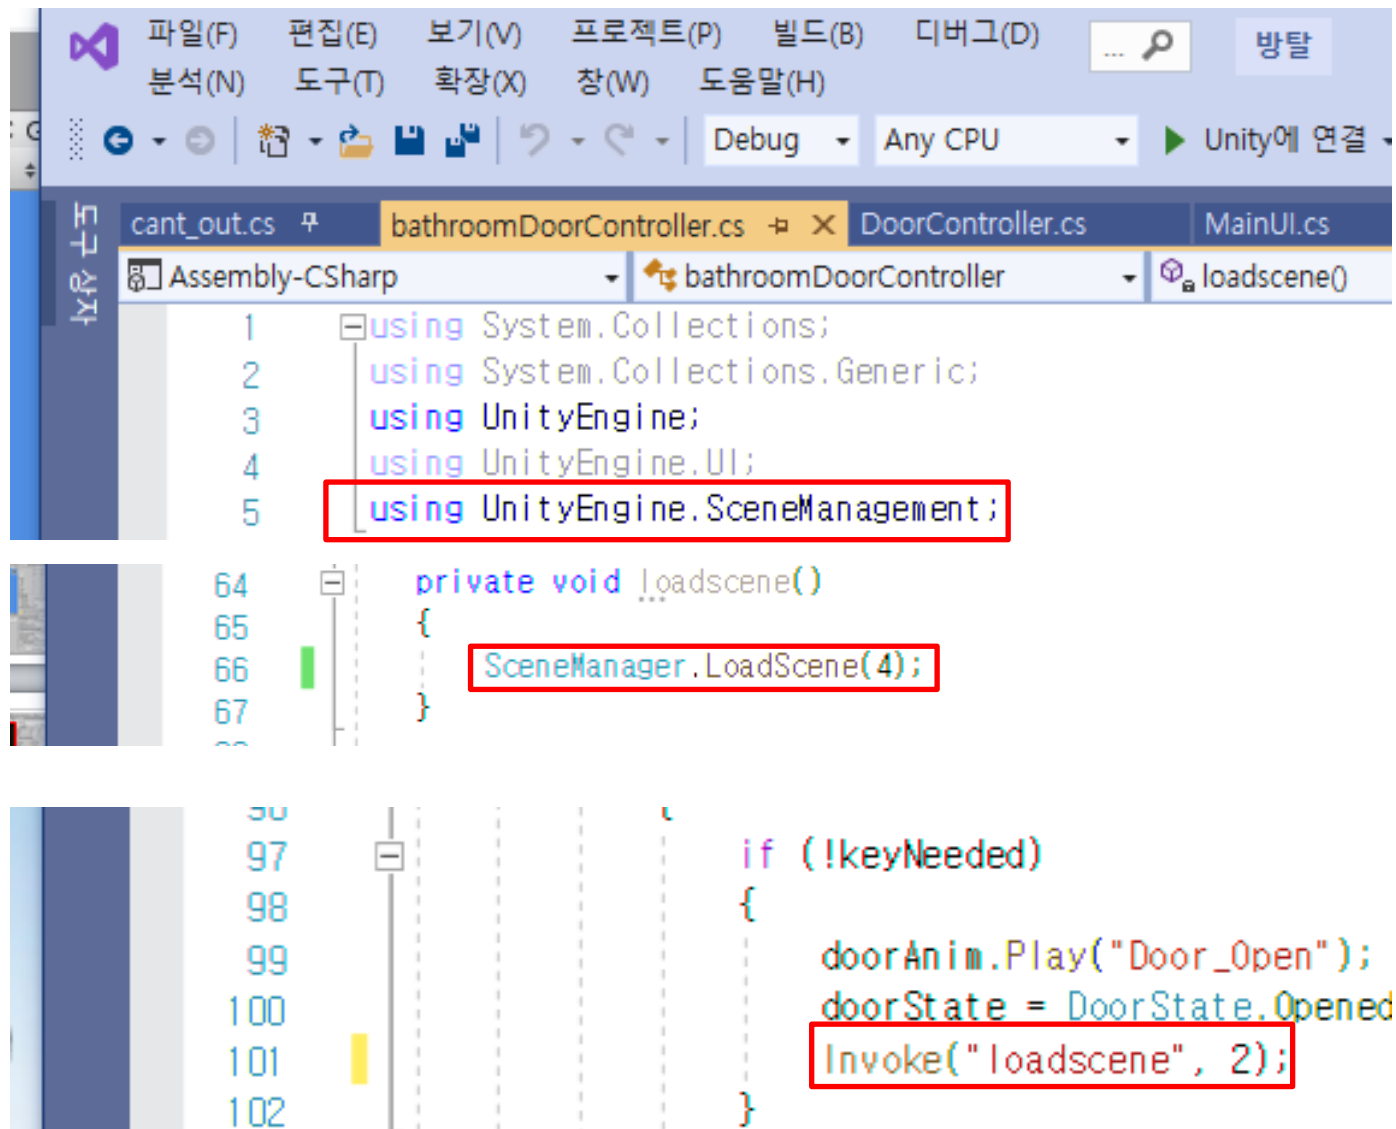 파일(F) 편집(E) 보기(V) 프로젝트(P) 빌드(B) 디버그(D) ... 방탈
분석(N) 도구(T) 확장(X) 창(W) 도움말(H)
Debug Any CPU Unity에 연결
도구 상자
cant_out.cs bathroomDoorController.cs DoorController.cs MainUI.cs
Assembly-CSharp bathroomDoorController loadscene()
1 using System.Collections;
2 using System.Collections.Generic;
3 using UnityEngine;
4 using UnityEngine.UI;
5 using UnityEngine.SceneManagement;
64 private void loadscene()
65 {
66 SceneManager.LoadScene(4);
67 }
97 if (!keyNeeded)
98 {
99 doorAnim.Play("Door_Open");
100 doorState = DoorState.Opened
101 Invoke("loadscene", 2);
102 }